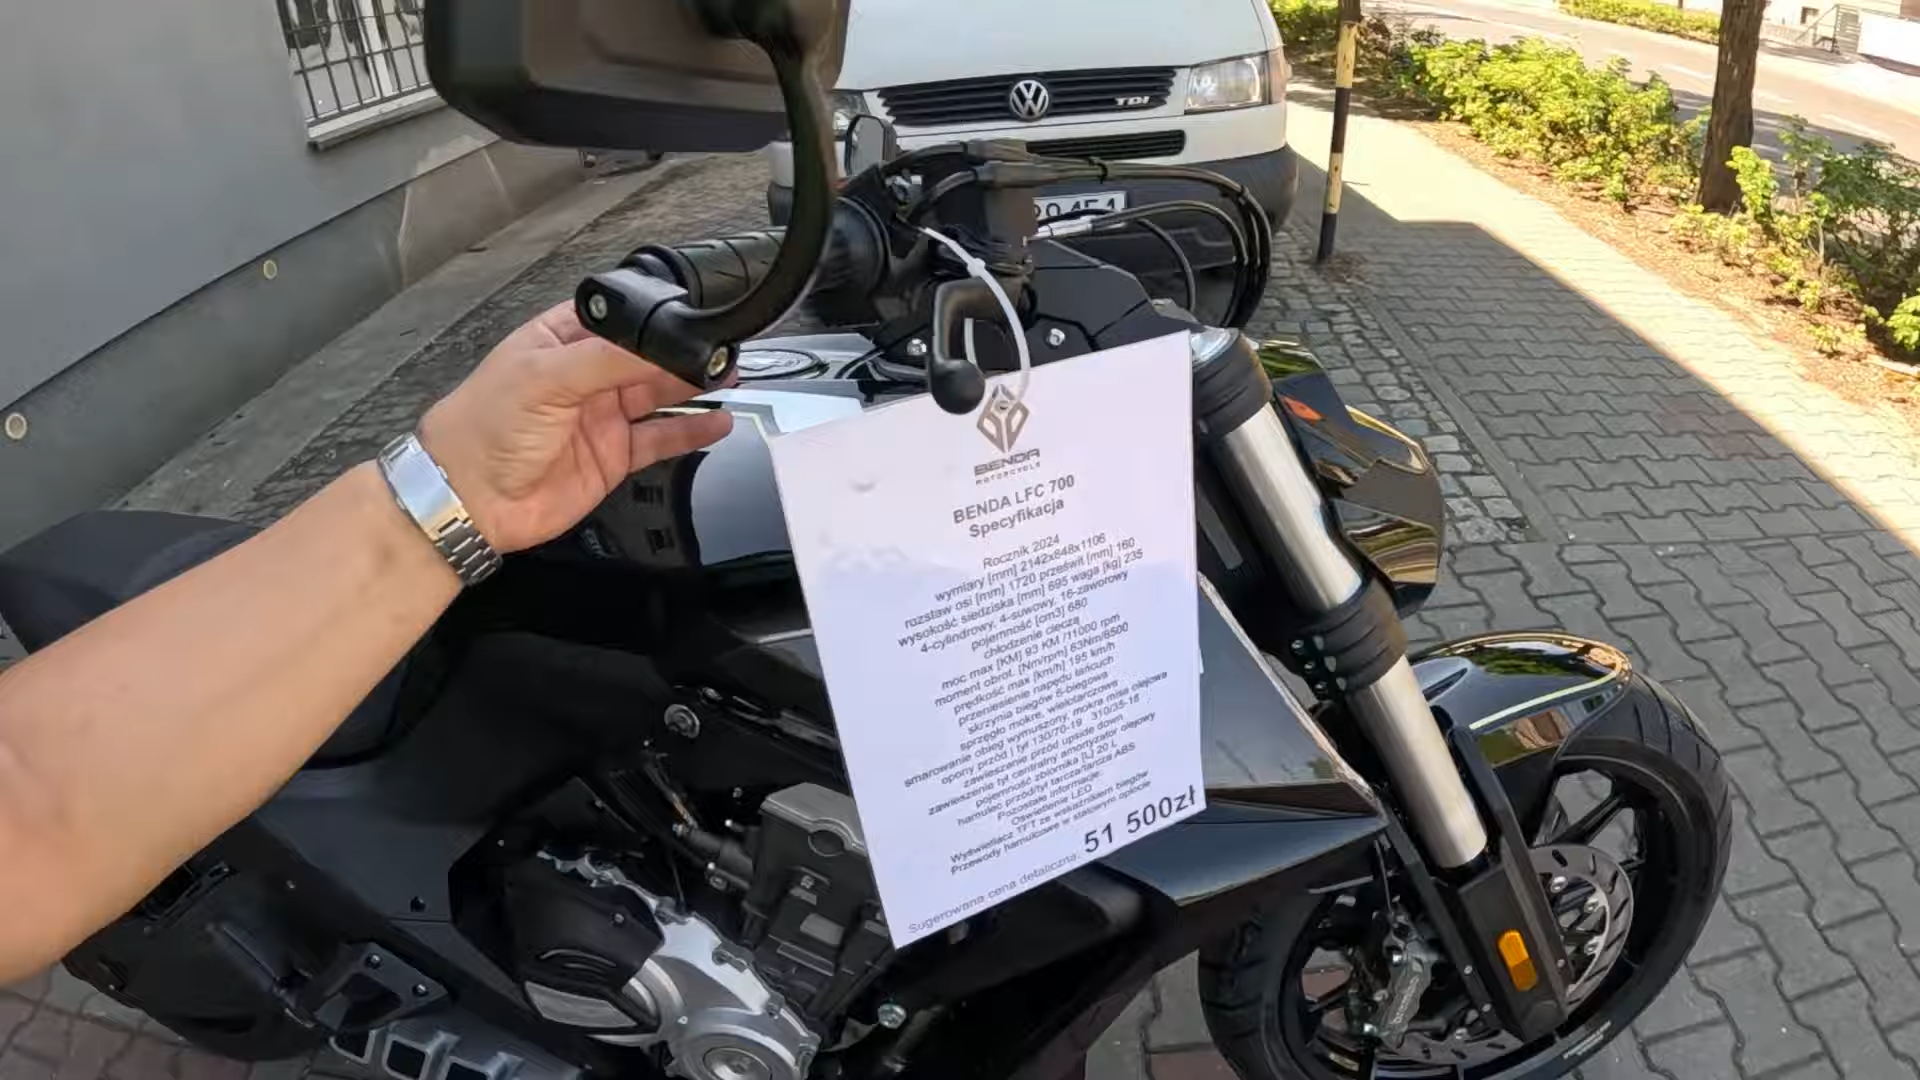 TDI
BENDA
MOTORCYCLE
BENDA LFC 700
Specyfikacja
Rocznik 2024
wymiary [mm] 2142x848x1106
rozstaw osi [mm] 1720 prześwit [mm] 160
wysokość siedziska [mm] 695 waga [kg] 235
4-cylindrowy, 4-suwowy, 16-zaworowy
pojemność [cm3] 680
chłodzenie cieczą
moc max [KM] 93 KM /11000 rpm
moment obrot. [Nm/rpm] 63Nm/8500
prędkość max [km/h] 195 km/h
przeniesienie napędu łańcuch
skrzynia biegów 6-biegowa
sprzęgło mokre, wielotarczowe
smarowanie obieg wymuszony, mokra misa olejowa
opony przód | tył 130/70-19 310/35-18
zawieszenie przód upside down
zawieszenie tył centralny amortyzator olejowy
pojemność zbiornika [L] 20 L
hamulec przód/tył tarcza/tarcza ABS
Pozostałe informacje:
Oświetlenie LED
Wyświetlacz TFT ze wskaźnikiem biegów
Przewody hamulcowe w stalowym oplocie
Sugerowana cena detaliczna: 51 500zł